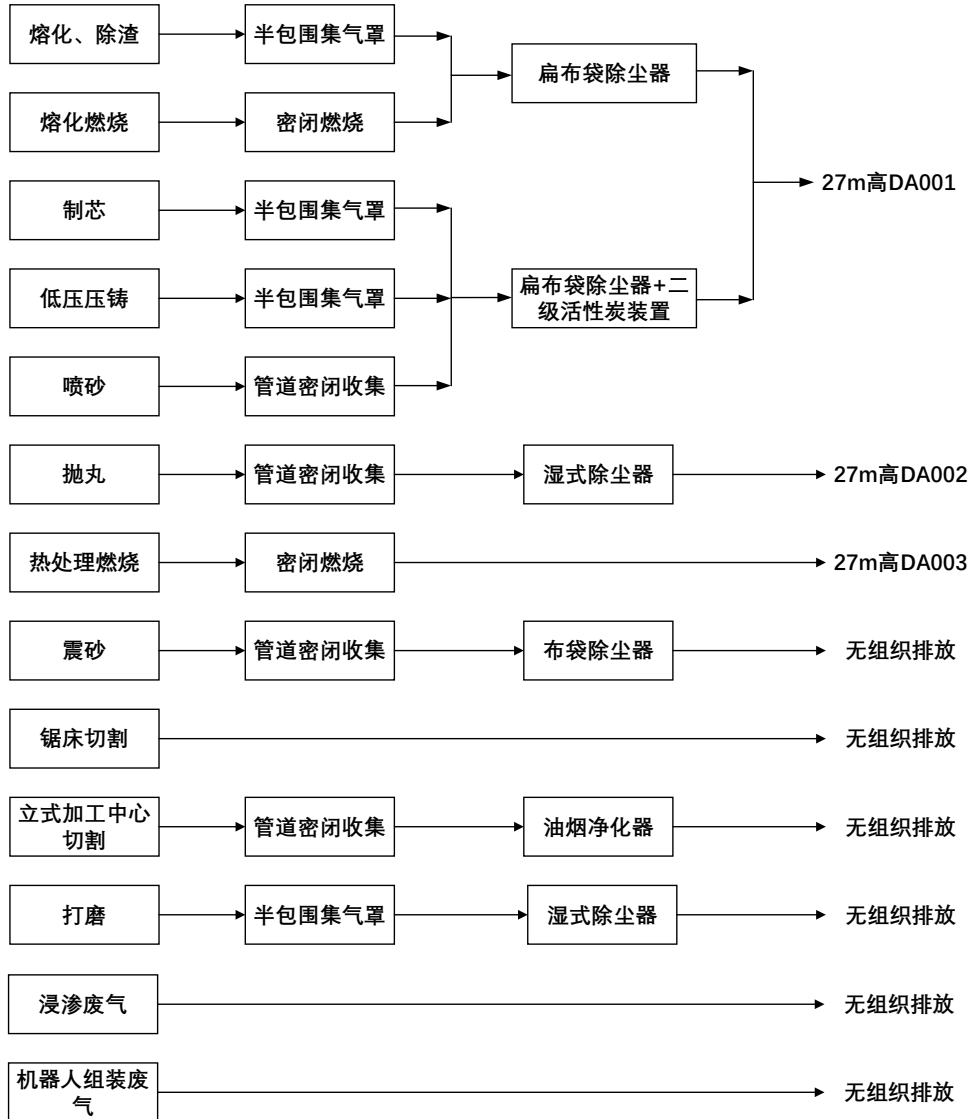 熔化、除渣
半包围集气罩
扁布袋除尘器
熔化燃烧
密闭燃烧
27m高DA001
制芯
半包围集气罩
低压压铸
半包围集气罩
扁布袋除尘器+二
级活性炭装置
喷砂
管道密闭收集
抛丸
管道密闭收集
湿式除尘器
27m高DA002
热处理燃烧
密闭燃烧
27m高DA003
震砂
管道密闭收集
布袋除尘器
无组织排放
锯床切割
无组织排放
立式加工中心
切割
管道密闭收集
油烟净化器
无组织排放
打磨
半包围集气罩
湿式除尘器
无组织排放
浸渗废气
无组织排放
机器人组装废
气
无组织排放